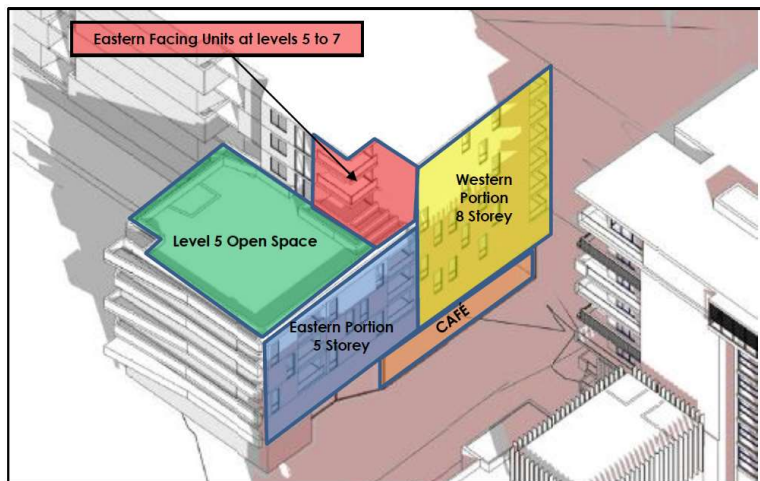 Eastern Facing Units at levels 5 to 7
Western
Portion
8 Storey
Level 5 Open Space
Eastern Portion
5 Storey
CAFÉ